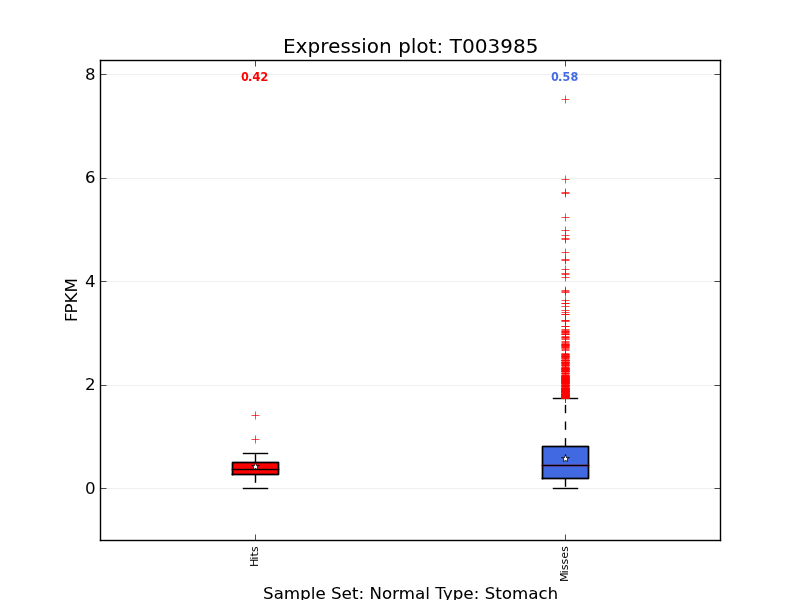 Expression plot: T003985
0.42
0.58
8
6
4
2
0
FPKM
Hits
Misses
Sample Set: Normal Type: Stomach